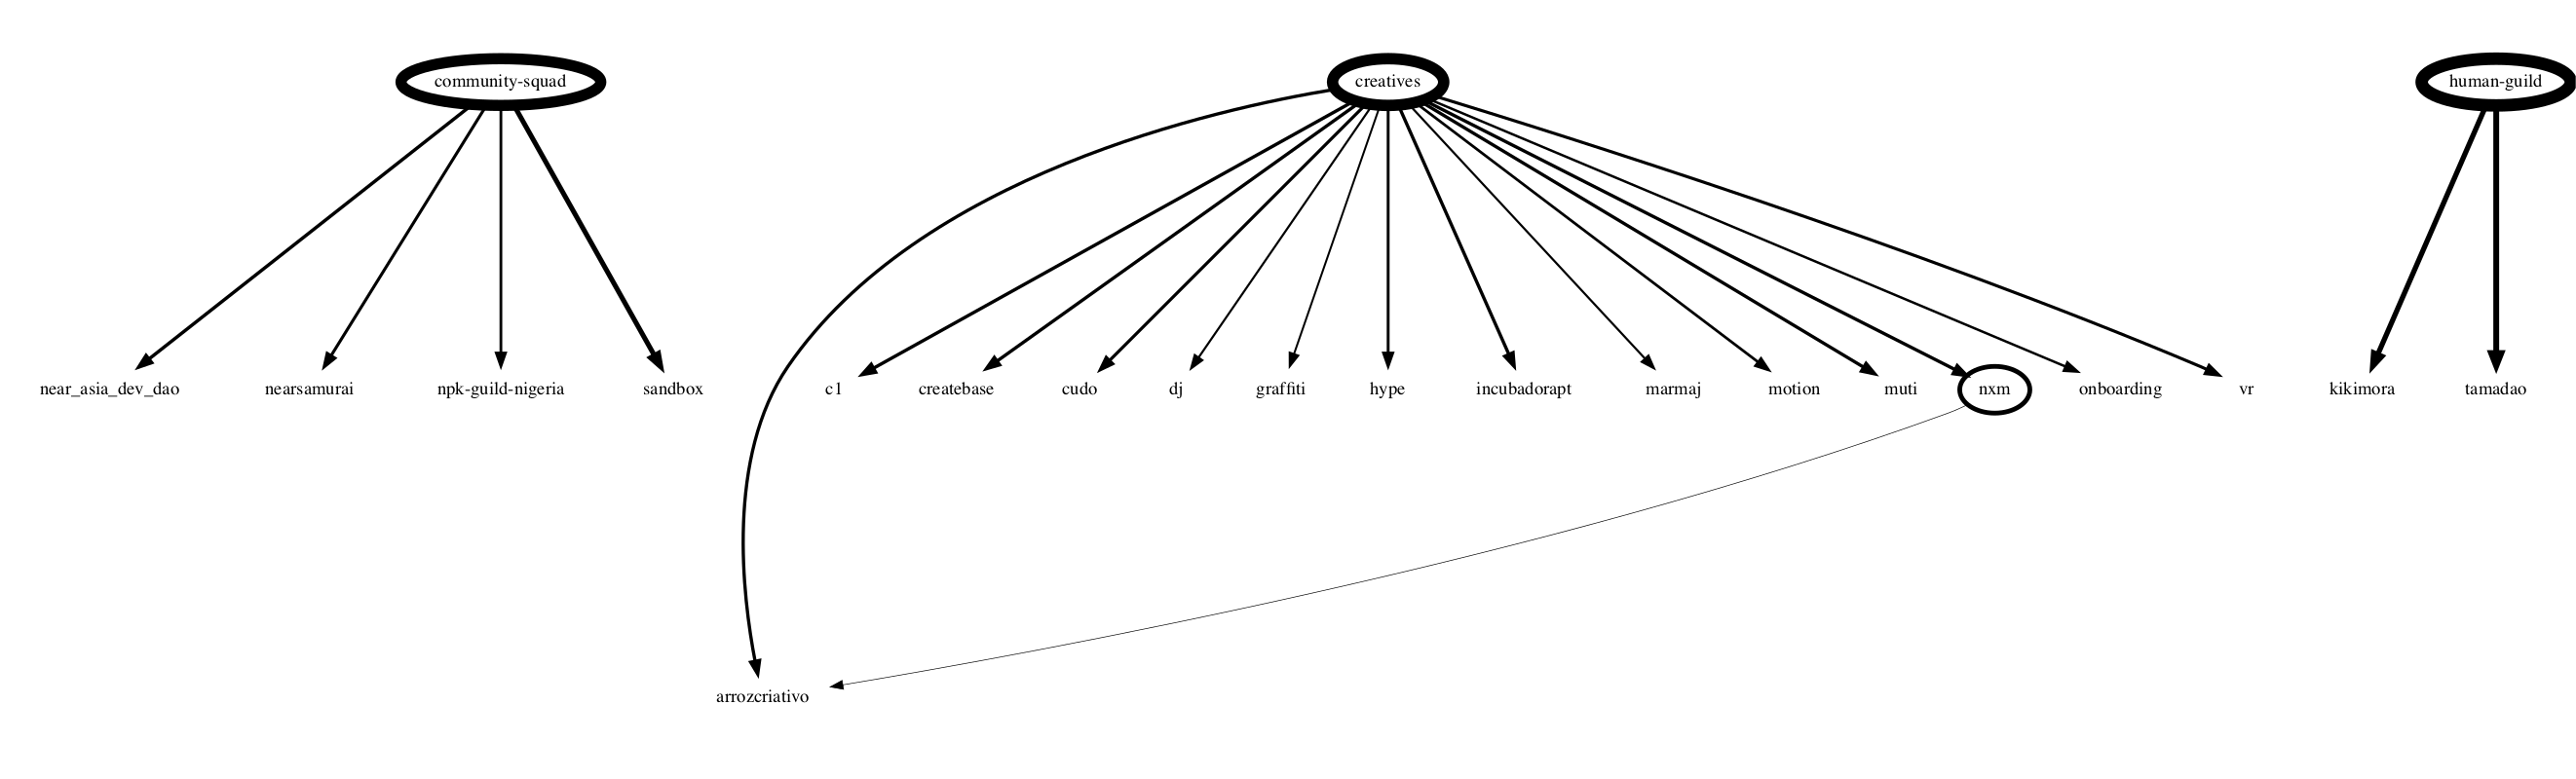 community-squad
creatives
human-guild
near_asia_dev_dao
nearsamurai
npk-guild-nigeria
sandbox
c1
createbase
cudo
dj
graffiti
hype
incubadorapt
marmaj
motion
muti
nxm
onboarding
vr
kikimora
tamadao
arrozcriativo